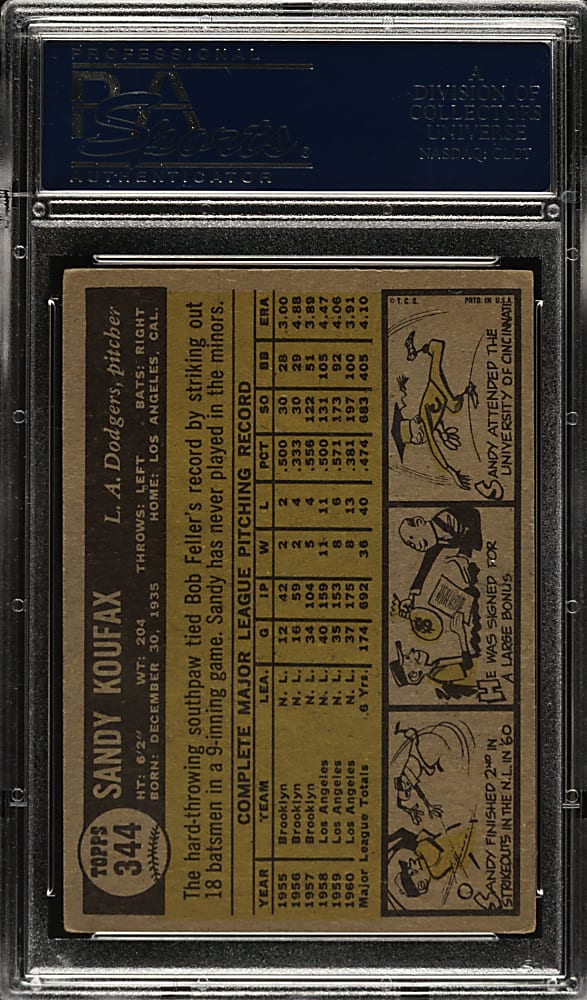 PROFESSIONAL
PSA
Sports
AUTHENTICATOR
A
DIVISION OF
COLLECTORS
UNIVERSE
NASDAQ: CLCT
TOPPS
344
SANDY KOUFAX
L. A. Dodgers, pitcher
HT: 6'2" WT: 204 THROWS: LEFT BATS: RIGHT
BORN: DECEMBER 30, 1935 HOME: LOS ANGELES, CAL.
The hard-throwing southpaw tied Bob Feller's record by striking out
18 batsmen in a 9-inning game. Sandy has never played in the minors.
COMPLETE MAJOR LEAGUE PITCHING RECORD
YEAR TEAM LEA. G IP W L PCT SO BB ERA
1955 Brooklyn N. L. 12 42 2 2 .500 30 28 3.00
1956 Brooklyn N. L. 16 59 2 4 .333 30 29 4.88
1957 Brooklyn N. L. 34 104 5 4 .556 122 51 3.89
1958 Los Angeles N. L. 40 159 11 11 .500 131 105 4.47
1959 Los Angeles N. L. 35 153 8 6 .571 173 92 4.06
1960 Los Angeles N. L. 37 175 8 13 .381 197 100 3.91
Major League Totals 6 Yrs. 174 692 36 40 .474 683 405 4.10
SANDY FINISHED 2ND IN
STRIKEOUTS IN THE N.L. IN '60
HE WAS SIGNED FOR
A LARGE BONUS
© T. C. G. PRTD. IN U.S.A.
SANDY ATTENDED THE
UNIVERSITY OF CINCINNATI